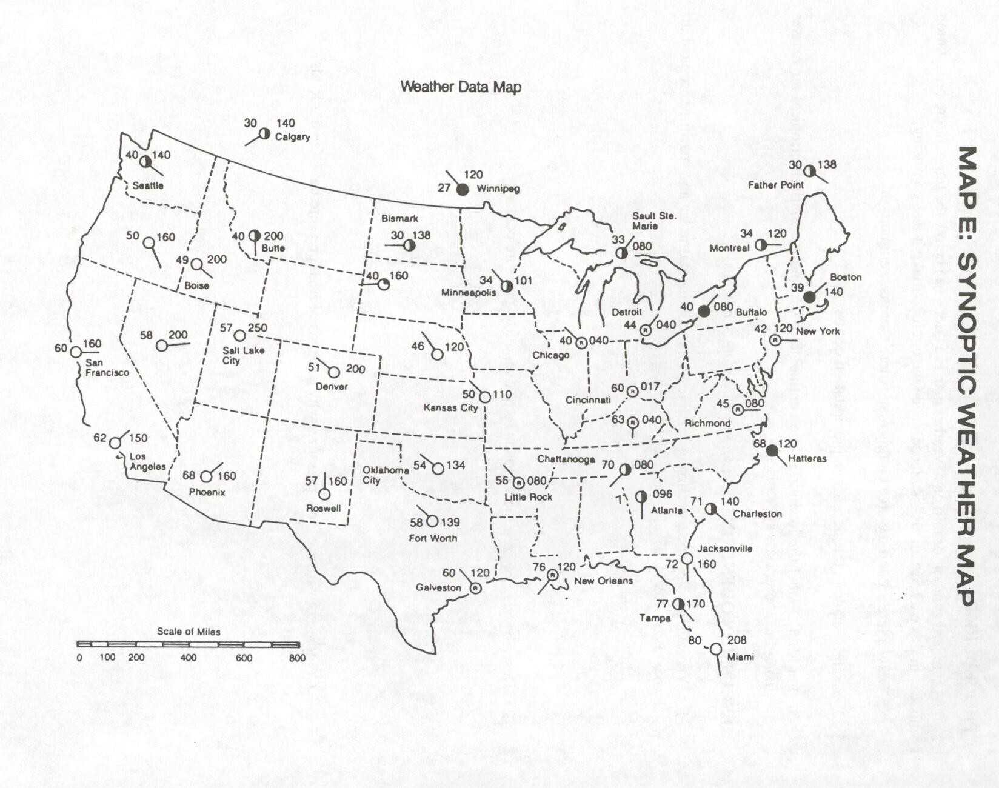 Weather Data Map
MAP E: SYNOPTIC WEATHER MAP
30 140
Calgary
40 140
Seattle
120
27 Winnipeg
30 138
Father Point
Bismark
30 138
Sault Ste.
Marie
33 080
50 160
40 200
Butte
34 120
Montreal
49 200
Boise
40 160
34 101
Minneapolis
Boston
39 140
40 080 Buffalo
Detroit
44 040
42 120 New York
58 200
57 250
Salt Lake
City
60 160
San
Francisco
46 120
40 040
Chicago
51 200
Denver
50 110
Kansas City
60 017
Cincinnati
45 080
Richmond
63 040
62 150
Los
Angeles
68 120
Hatteras
68 160
Phoenix
57 160
Roswell
Oklahoma
City
54 134
Chattanooga
70 080
56 080
Little Rock
096
Atlanta
71 140
Charleston
58 139
Fort Worth
Jacksonville
72 160
60 120
Galveston
76 120
New Orleans
77 170
Tampa
80 208
Miami
Scale of Miles
0 100 200 400 600 800
R
R
R
R
R
R
R
R
R